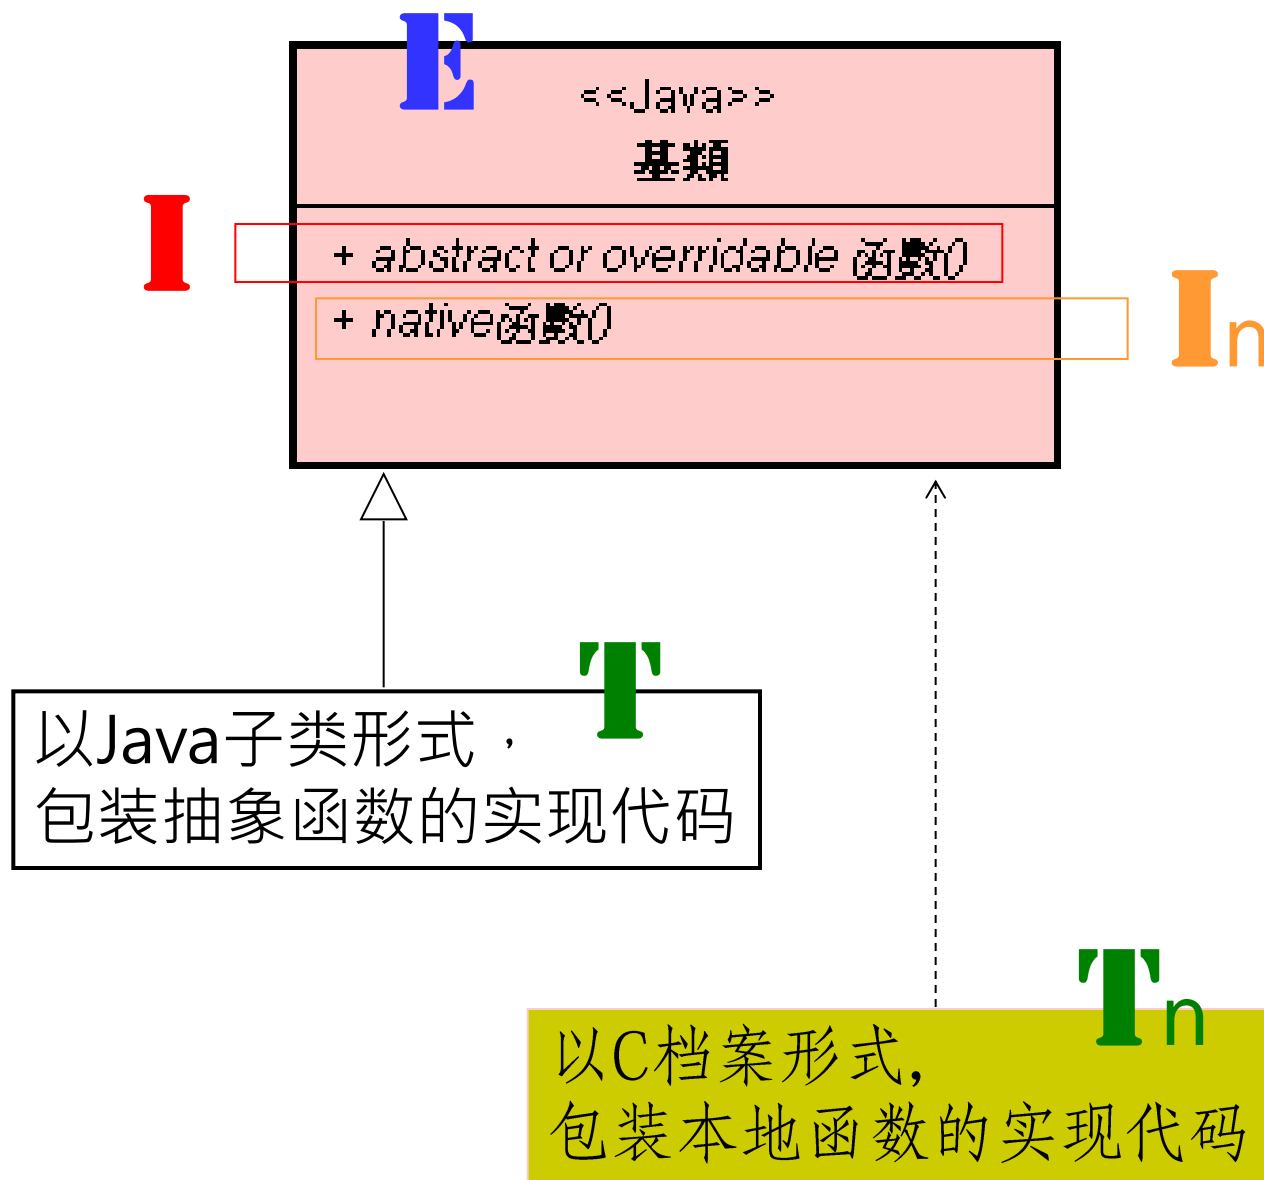 E
<<Java>>
基類
I
+ abstract or overridable 函數()
In
+ native函數()
T
以Java子类形式，
包装抽象函数的实现代码
Tn
以C档案形式，
包装本地函数的实现代码